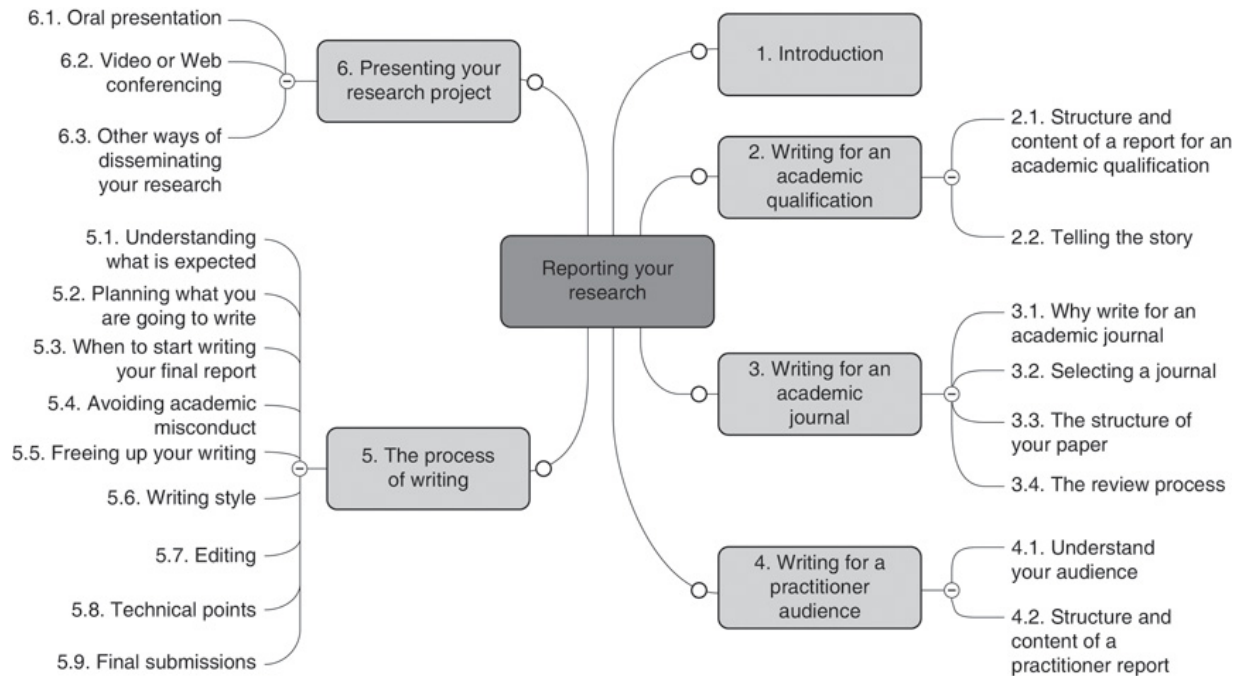 Reporting your
research
1. Introduction
2. Writing for an
academic
qualification
2.1. Structure and
content of a report for an
academic qualification
2.2. Telling the story
3. Writing for an
academic
journal
3.1. Why write for an
academic journal
3.2. Selecting a journal
3.3. The structure of
your paper
3.4. The review process
4. Writing for a
practitioner
audience
4.1. Understand
your audience
4.2. Structure and
content of a
practitioner report
5. The process
of writing
5.1. Understanding
what is expected
5.2. Planning what you
are going to write
5.3. When to start writing
your final report
5.4. Avoiding academic
misconduct
5.5. Freeing up your writing
5.6. Writing style
5.7. Editing
5.8. Technical points
5.9. Final submissions
6. Presenting your
research project
6.1. Oral presentation
6.2. Video or Web
conferencing
6.3. Other ways of
disseminating
your research